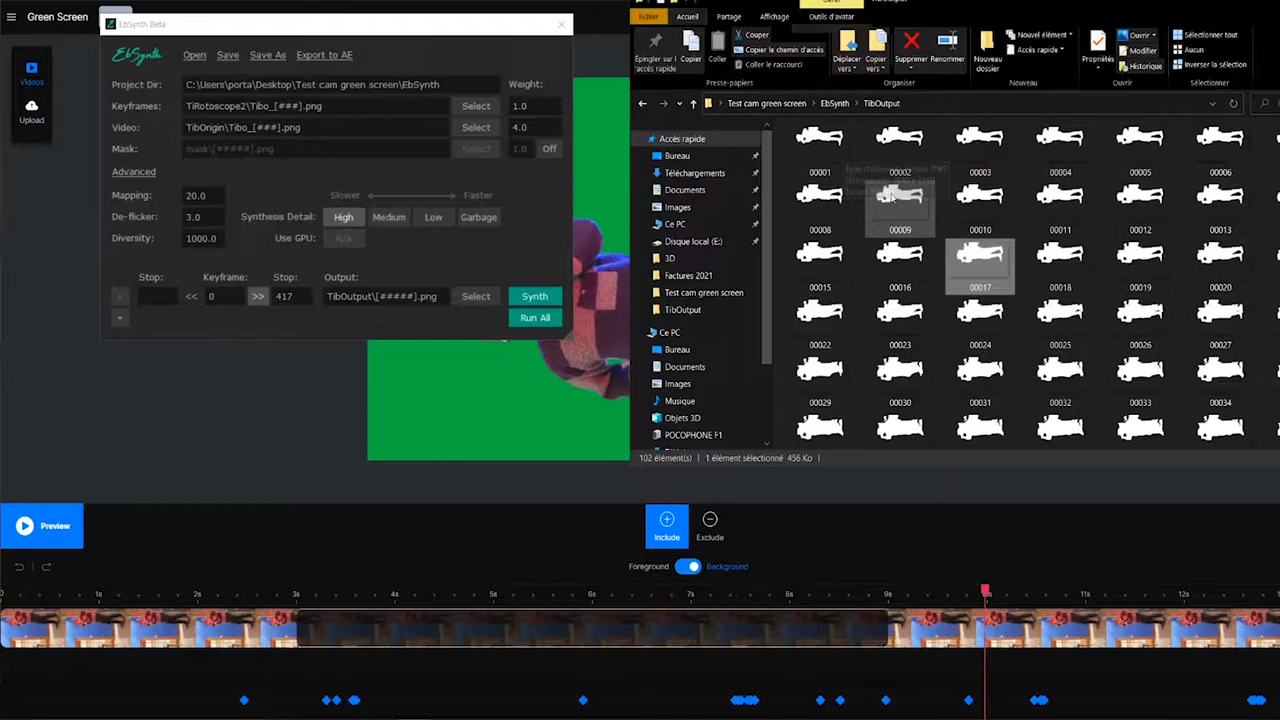 Green Screen
Videos
Upload
EbSynth Beta
EbSynth
Open
Save
Save As
Export to AE
Project Dir: C:\Users\porta\Desktop\Test cam green screen\EbSynth Weight:
Keyframes: TiRotoscope2\Tibo_[###].png Select 1.0
Video: TibOrigin\Tibo_[###].png Select 4.0
Mask: mask\[#####].png Select 1.0 Off
Advanced
Mapping: 20.0 Slower Faster
De-flicker: 3.0 Synthesis Detail: High Medium Low Garbage
Diversity: 1000.0 Use GPU: N/A
Stop: Keyframe: Stop: Output:
<< 0 >> 417 TibOutput\[#####].png Select Synth
+ Run All
Fichier Accueil Partage Affichage Outils d'avatar
Épingler sur l'accès rapide
Copier
Coller
Couper
Copier le chemin d'accès
Coller le raccourci
Presse-papiers
Déplacer vers
Copier vers
Supprimer
Renommer
Organiser
Nouveau dossier
Nouvel élément
Accès rapide
Nouveau
Propriétés
Ouvrir
Modifier
Historique
Ouvrir
Sélectionner tout
Aucun
Inverser la sélection
Sélectionner
Test cam green screen > EbSynth > TibOutput
Accès rapide
Bureau
Téléchargements
Documents
Images
Ce PC
Disque local (E:)
3D
Factures 2021
Test cam green screen
TibOutput
Ce PC
Bureau
Documents
Images
Musique
Objets 3D
POCOPHONE F1
00001 00002 00003 00004 00005 00006
00008 00009 00010 00011 00012 00013
00015 00016 00017 00018 00019 00020
00022 00023 00024 00025 00026 00027
00029 00030 00031 00032 00033 00034
102 élément(s) 1 élément sélectionné 456 Ko
Preview
Include
Exclude
Foreground Background
0 1s 2s 3s 4s 5s 6s 7s 8s 9s 11s 12s